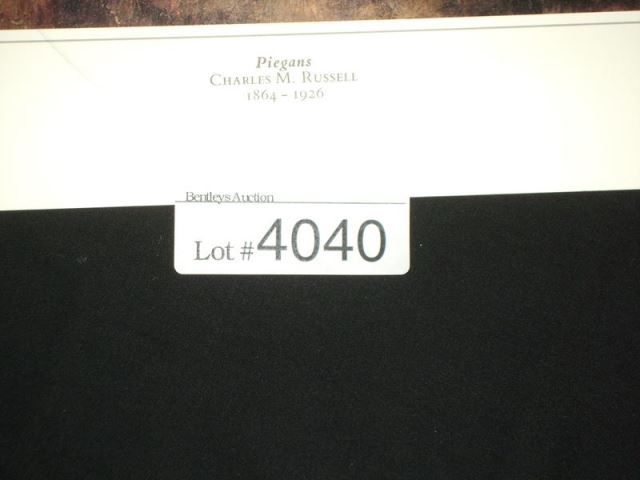 Piegans
CHARLES M. RUSSELL
1864 – 1926
Bentleys Auction
Lot #4040